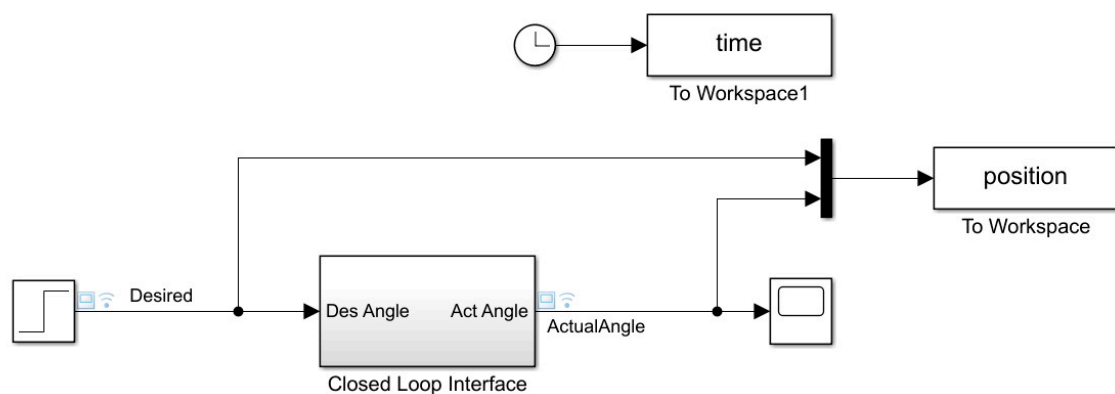 time
To Workspace1
position
To Workspace
Desired
Des Angle
Act Angle
ActualAngle
Closed Loop Interface